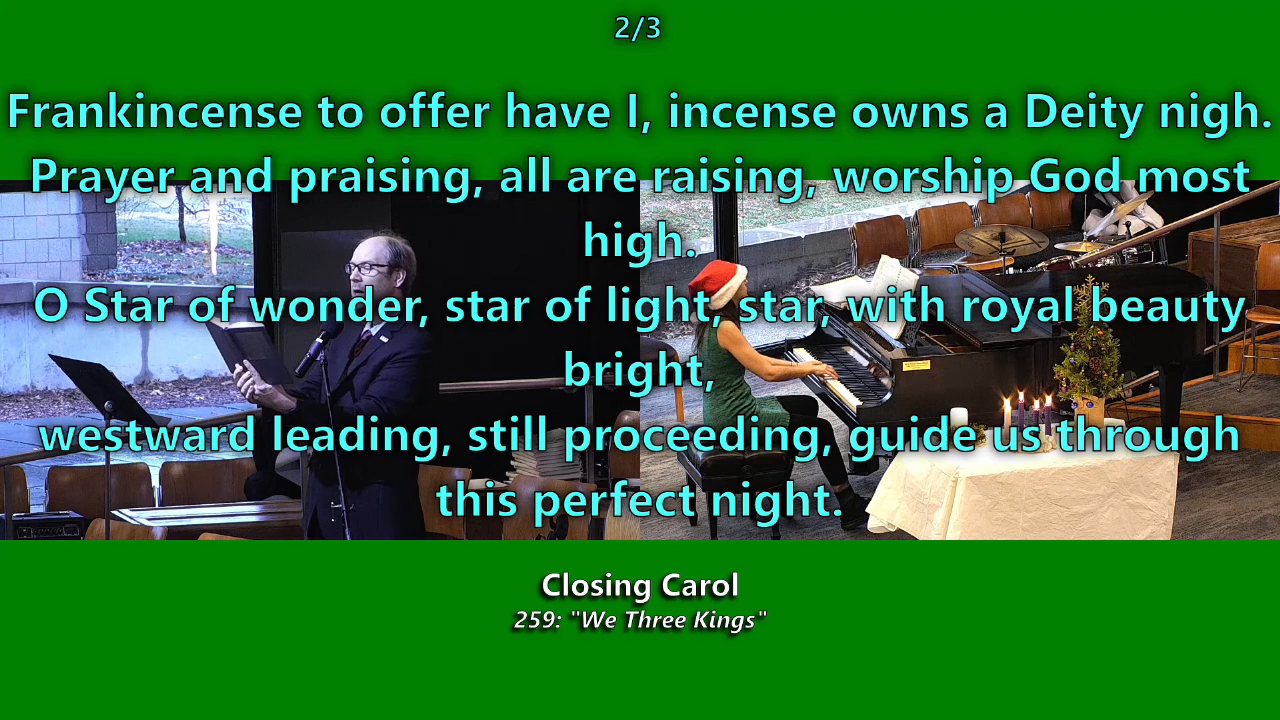 2/3
Frankincense to offer have I, incense owns a Deity nigh.
Prayer and praising, all are raising, worship God most
high.
O Star of wonder, star of light, star, with royal beauty
bright,
westward leading, still proceeding, guide us through
this perfect night.
Closing Carol
259: "We Three Kings"